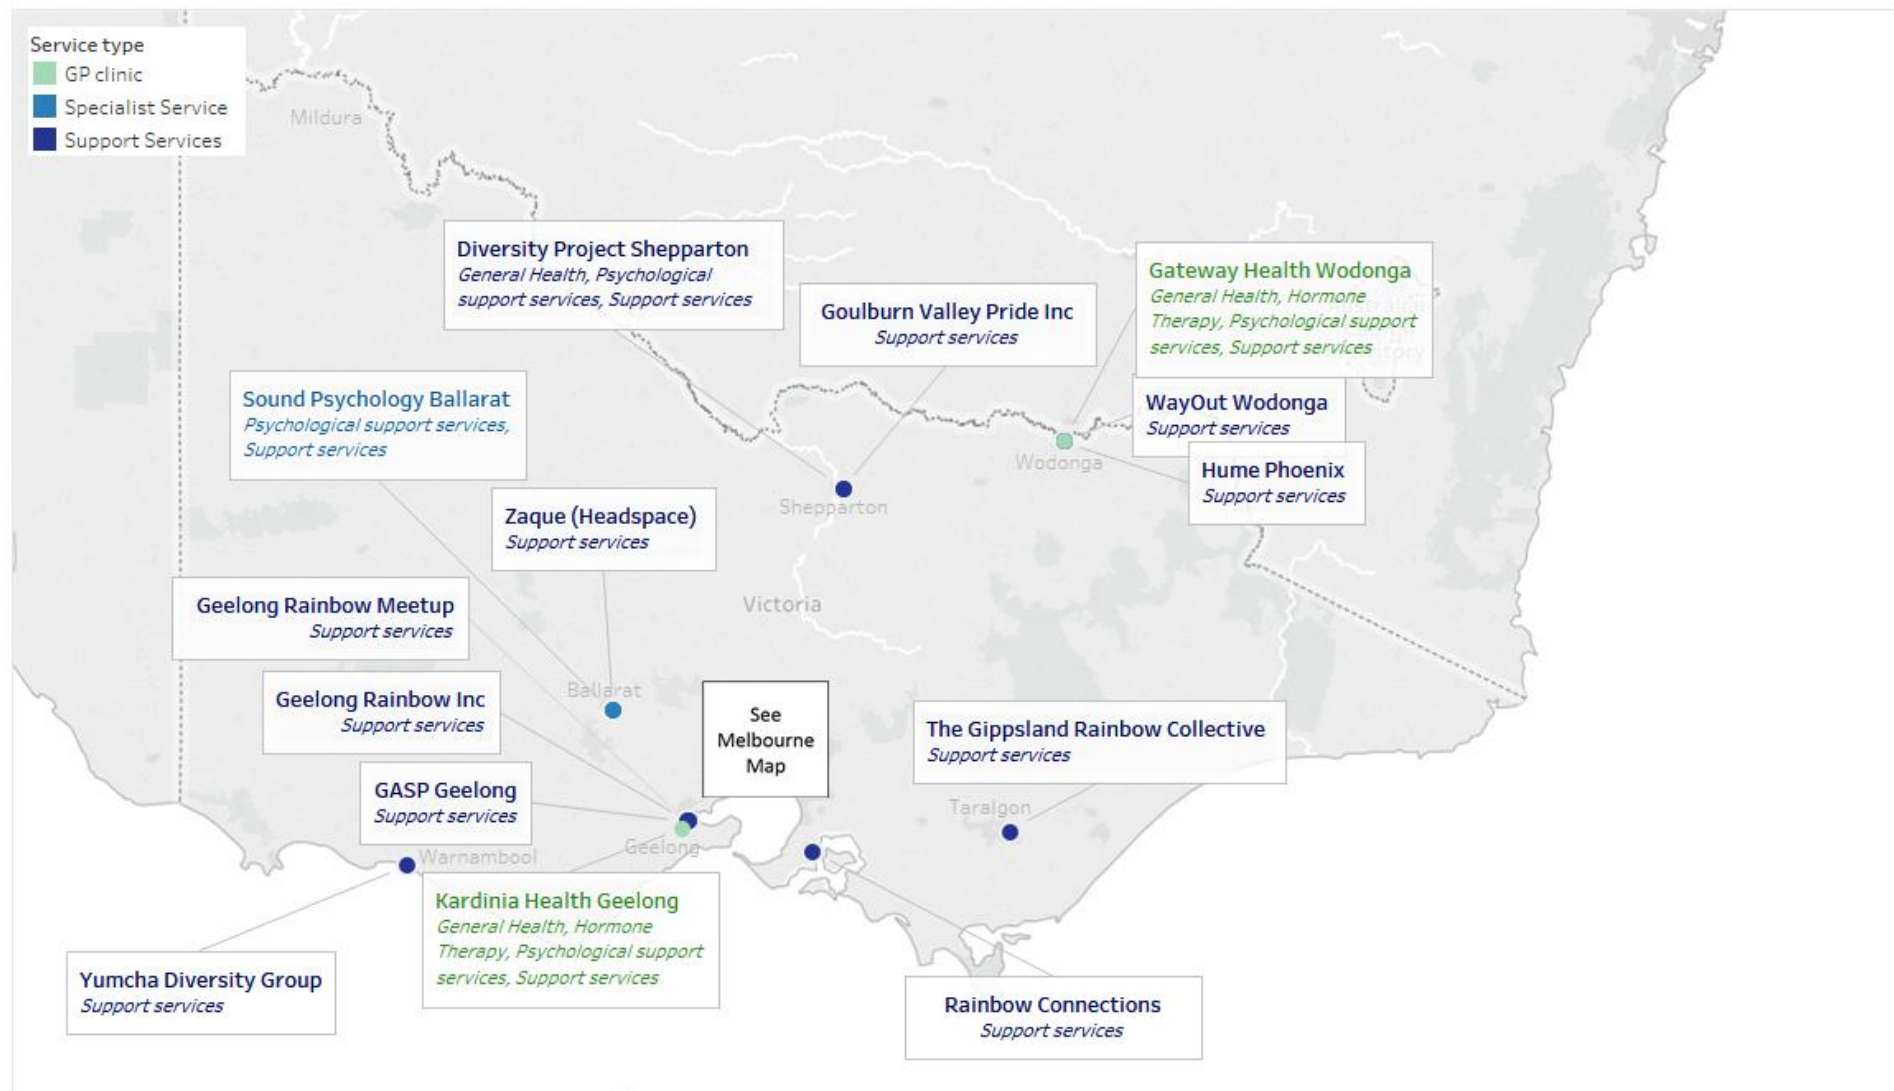 Service type
GP clinic
Specialist Service
Support Services
Mildura
Diversity Project Shepparton
General Health, Psychological
support services, Support services
Goulburn Valley Pride Inc
Support services
Gateway Health Wodonga
General Health, Hormone
Therapy, Psychological support
services, Support services
Sound Psychology Ballarat
Psychological support services,
Support services
WayOut Wodonga
Support services
Wodonga
Hume Phoenix
Support services
Shepparton
Zaque (Headspace)
Support services
Victoria
Geelong Rainbow Meetup
Support services
Geelong Rainbow Inc
Support services
Ballarat
See
Melbourne
Map
The Gippsland Rainbow Collective
Support services
GASP Geelong
Support services
Taralgon
Geelong
Warnambool
Kardinia Health Geelong
General Health, Hormone
Therapy, Psychological support
services, Support services
Yumcha Diversity Group
Support services
Rainbow Connections
Support services